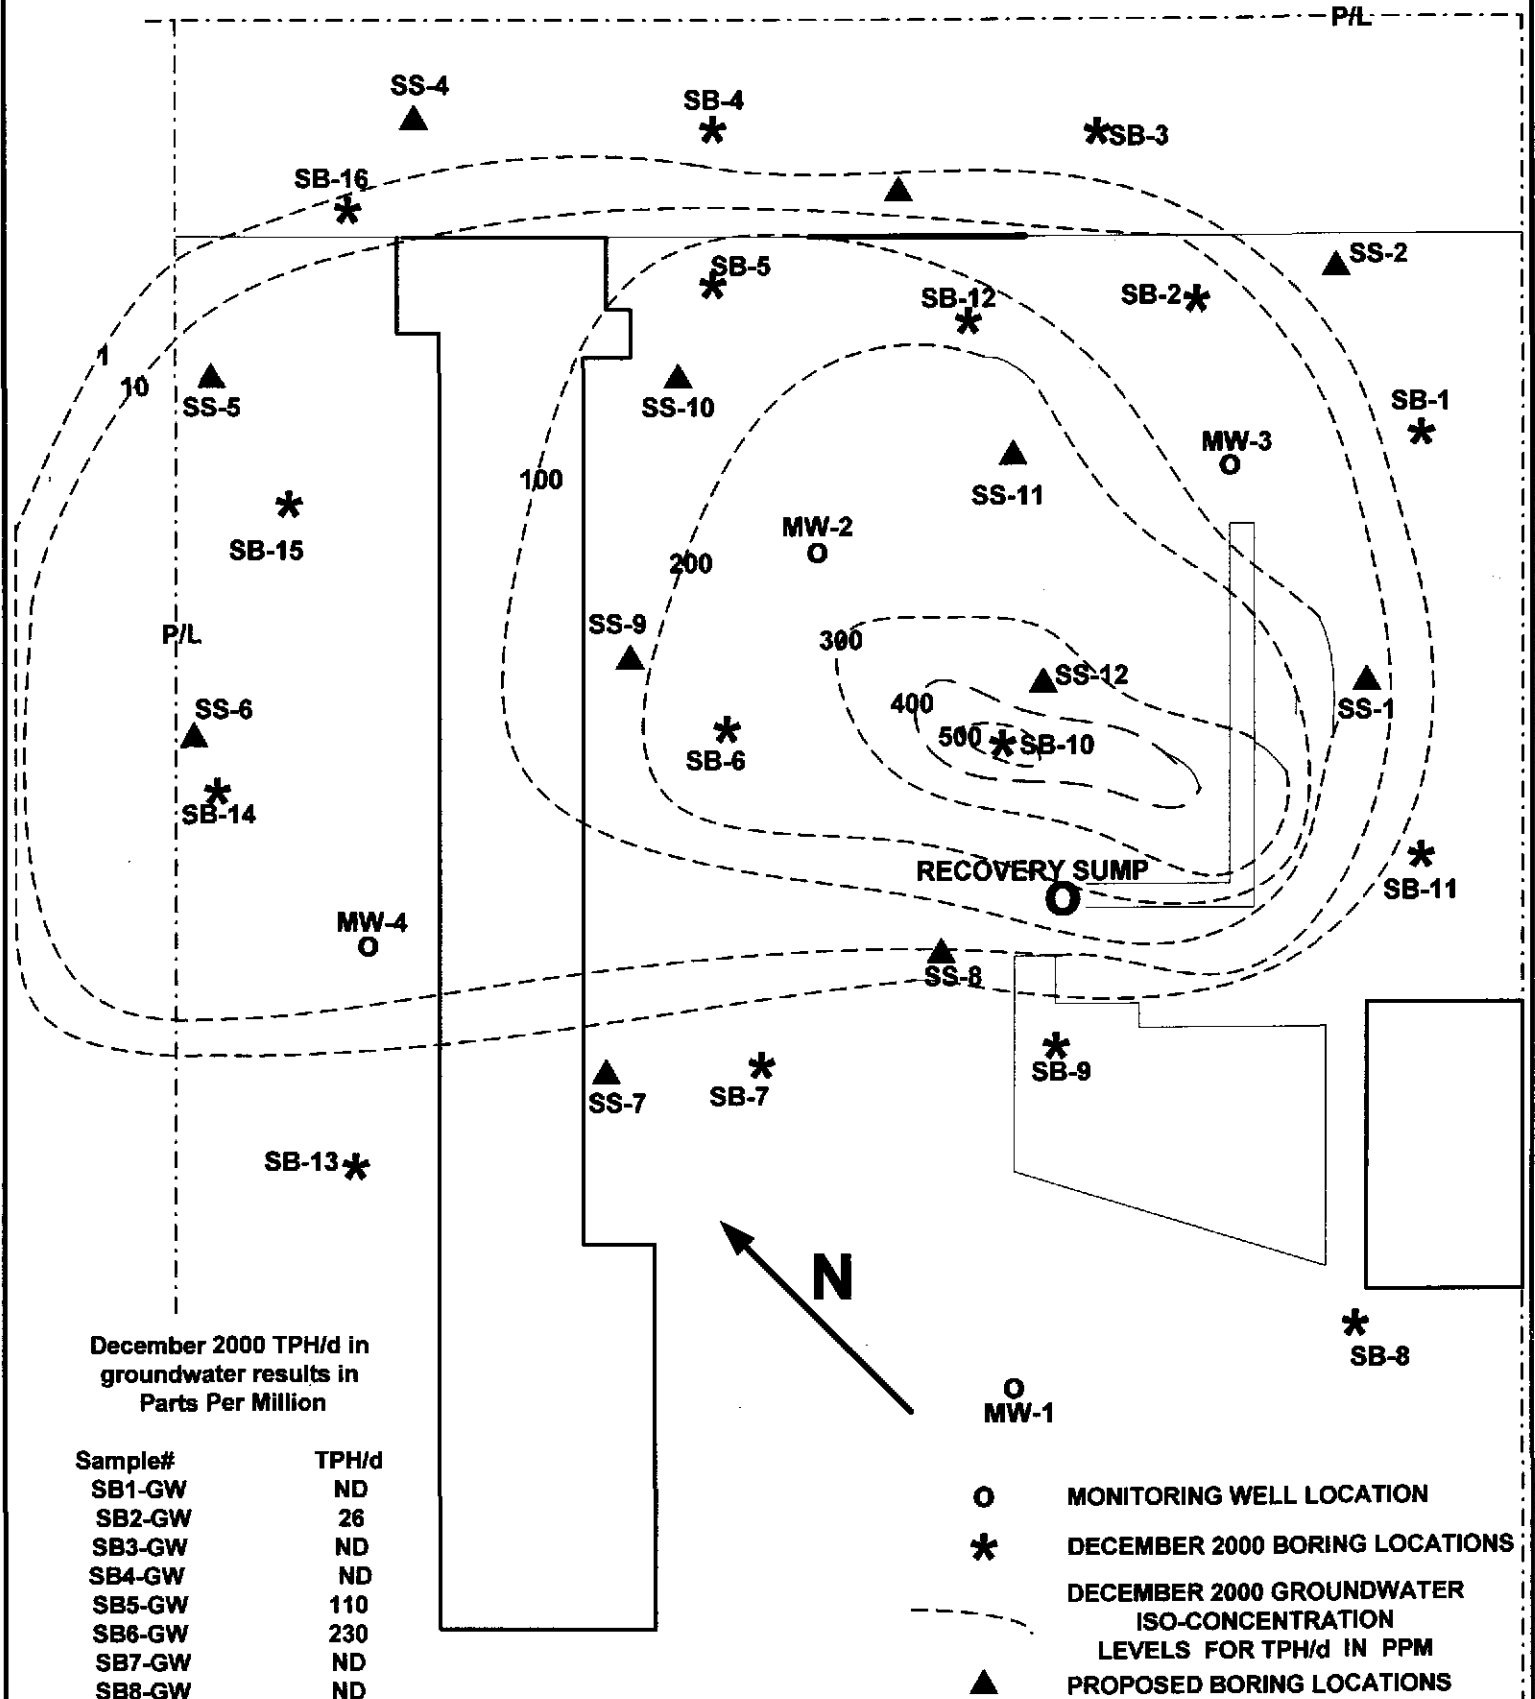 P/L
SS-4
SB-4
SB-3
SB-16
SS-2
SB-5
SB-12
SB-2
1
10
SS-5
SS-10
SB-1
MW-3
100
SS-11
MW-2
SB-15
200
SS-9
P/L
300
SS-12
SS-6
400
SS-1
500
SB-10
SB-6
SB-14
RECOVERY SUMP
SB-11
MW-4
SS-8
SB-9
SS-7
SB-7
SB-13
N
December 2000 TPH/d in
groundwater results in
Parts Per Million
SB-8
MW-1
Sample# TPH/d
SB1-GW ND
SB2-GW 26
SB3-GW ND
SB4-GW ND
SB5-GW 110
SB6-GW 230
SB7-GW ND
SB8-GW ND
MONITORING WELL LOCATION
DECEMBER 2000 BORING LOCATIONS
DECEMBER 2000 GROUNDWATER
ISO-CONCENTRATION
LEVELS FOR TPH/d IN PPM
PROPOSED BORING LOCATIONS